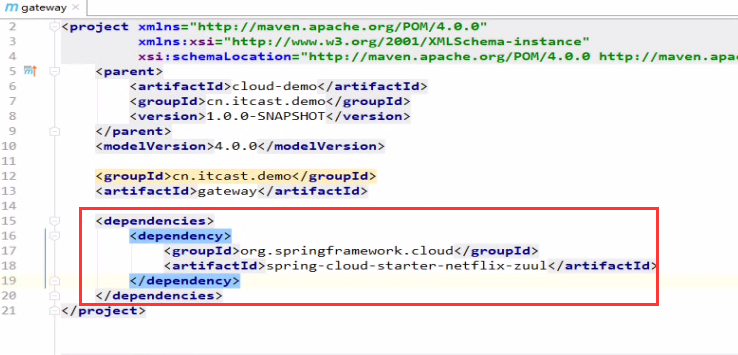 gateway
2 <project xmlns="http://maven.apache.org/POM/4.0.0"
3 xmlns:xsi="http://www.w3.org/2001/XMLSchema-instance"
4 xsi:schemaLocation="http://maven.apache.org/POM/4.0.0 http://maven.apa
5 <parent>
6 <artifactId>cloud-demo</artifactId>
7 <groupId>cn.itcast.demo</groupId>
8 <version>1.0.0-SNAPSHOT</version>
9 </parent>
10 <modelVersion>4.0.0</modelVersion>
11
12 <groupId>cn.itcast.demo</groupId>
13 <artifactId>gateway</artifactId>
14
15 <dependencies>
16 <dependency>
17 <groupId>org.springframework.cloud</groupId>
18 <artifactId>spring-cloud-starter-netflix-zuul</artifactId>
19 </dependency>
20 </dependencies>
21 </project>